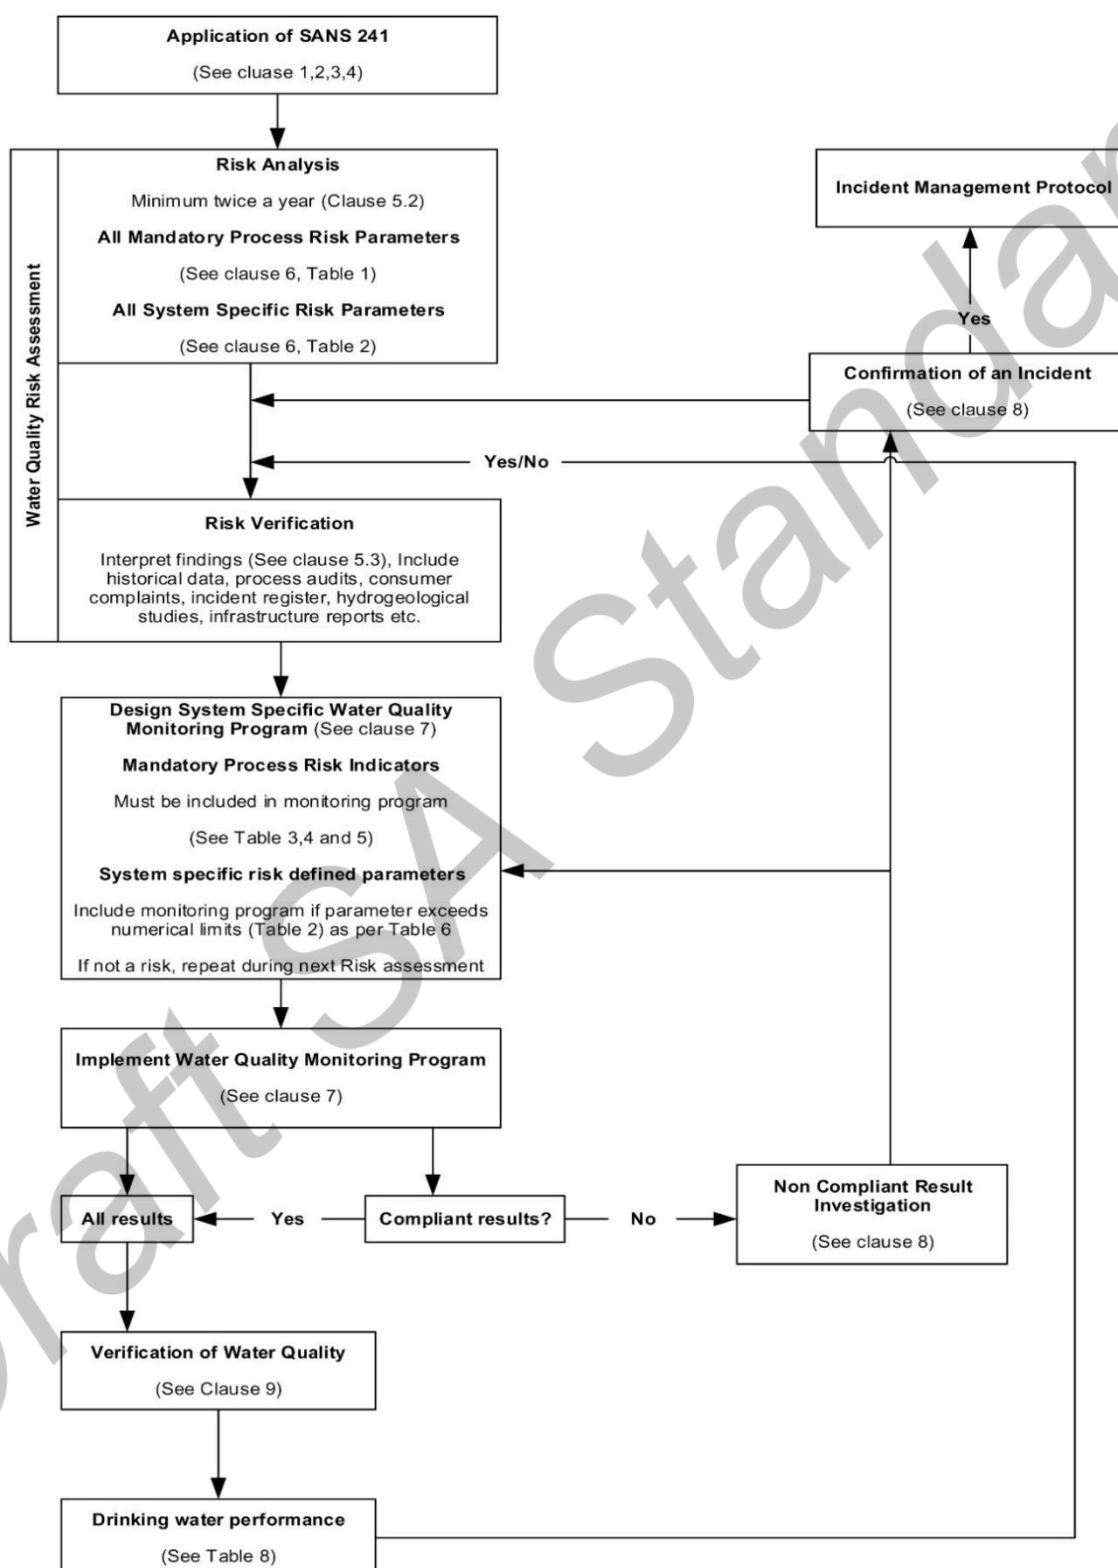 Application of SANS 241
(See cluase 1,2,3,4)
Water Quality Risk Assessment
Risk Analysis
Minimum twice a year (Clause 5.2)
All Mandatory Process Risk Parameters
(See clause 6, Table 1)
All System Specific Risk Parameters
(See clause 6, Table 2)
Incident Management Protocol
Yes
Confirmation of an Incident
(See clause 8)
Yes/No
Risk Verification
Interpret findings (See clause 5.3), Include
historical data, process audits, consumer
complaints, incident register, hydrogeological
studies, infrastructure reports etc.
Design System Specific Water Quality
Monitoring Program (See clause 7)
Mandatory Process Risk Indicators
Must be included in monitoring program
(See Table 3,4 and 5)
System specific risk defined parameters
Include monitoring program if parameter exceeds
numerical limits (Table 2) as per Table 6
If not a risk, repeat during next Risk assessment
Implement Water Quality Monitoring Program
(See clause 7)
All results
Yes
Compliant results?
No
Non Compliant Result
Investigation
(See clause 8)
Verification of Water Quality
(See Clause 9)
Drinking water performance
(See Table 8)
Draft SA Standar